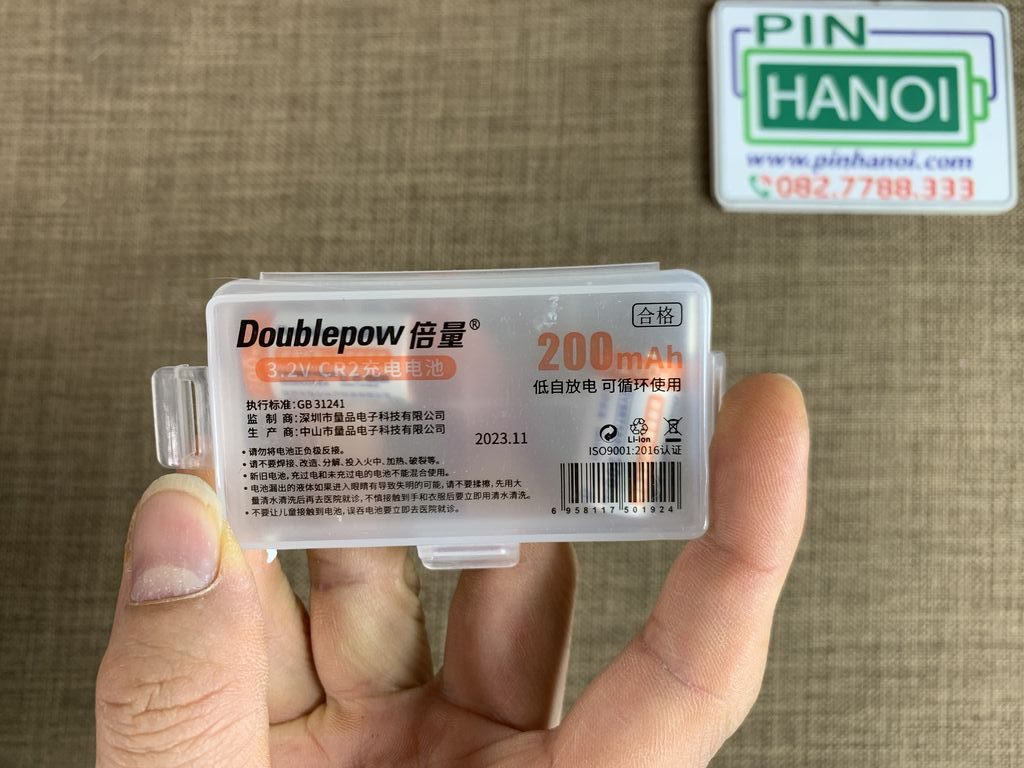 PIN
HANOI
www.pinhanoi.com
082.7788.333
Doublepow 倍量®
合格
3.2V CR2充电电池
200mAh
低自放电 可循环使用
执行标准:GB 31241
监 制 商:深圳市量品电子科技有限公司
生 产 商:中山市量品电子科技有限公司
2023.11
Li-ion
ISO9001:2016认证
• 请勿将电池正负极反接。
• 请不要焊接、改造、分解、投入火中、加热、破裂等。
• 新旧电池，充过电和未充过电的电池不能混合使用。
• 电池漏出的液体如果进入眼睛有导致失明的可能，请不要揉擦，先用大
量清水清洗后再去医院就诊，不慎接触到手和衣服后要立即用清水清洗。
• 不要让儿童接触到电池，误吞电池要立即去医院就诊。
6 958117 501924